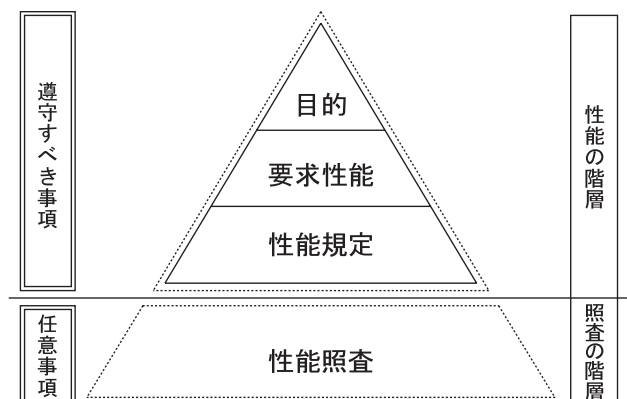 遵守すべき事項
目的
要求性能
性能規定
性能の階層
任意事項
性能照査
照査の階層